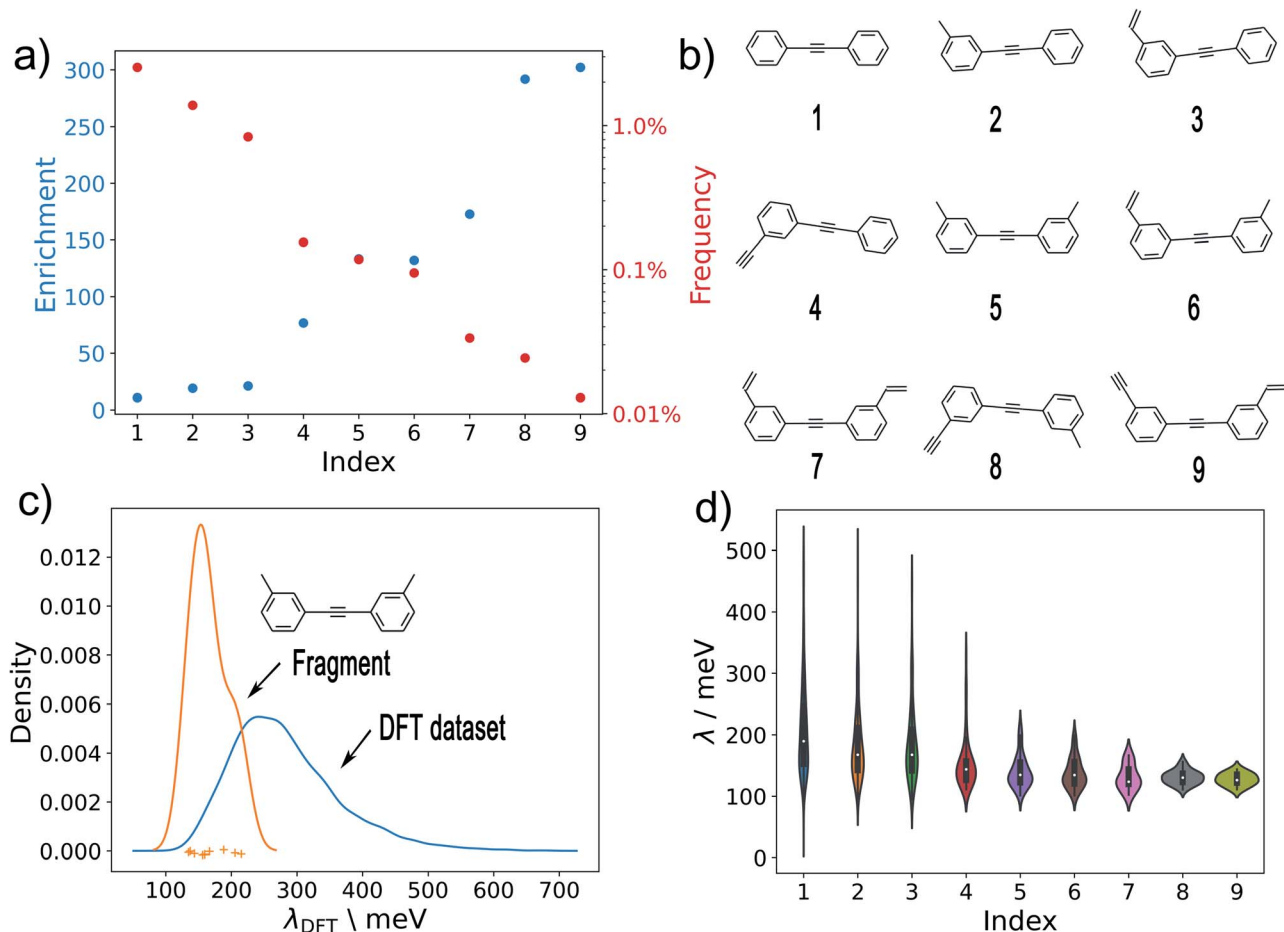 a)
300
250
200
150
100
50
0
Enrichment
1.0%
0.1%
0.01%
Frequency
1 2 3 4 5 6 7 8 9
Index
b)
1 2 3
4 5 6
7 8 9
c)
0.012
0.010
0.008
0.006
0.004
0.002
0.000
Density
Fragment
DFT dataset
100 200 300 400 500 600 700
λDFT \ meV
d)
500
400
300
200
100
0
λ / meV
1 2 3 4 5 6 7 8 9
Index